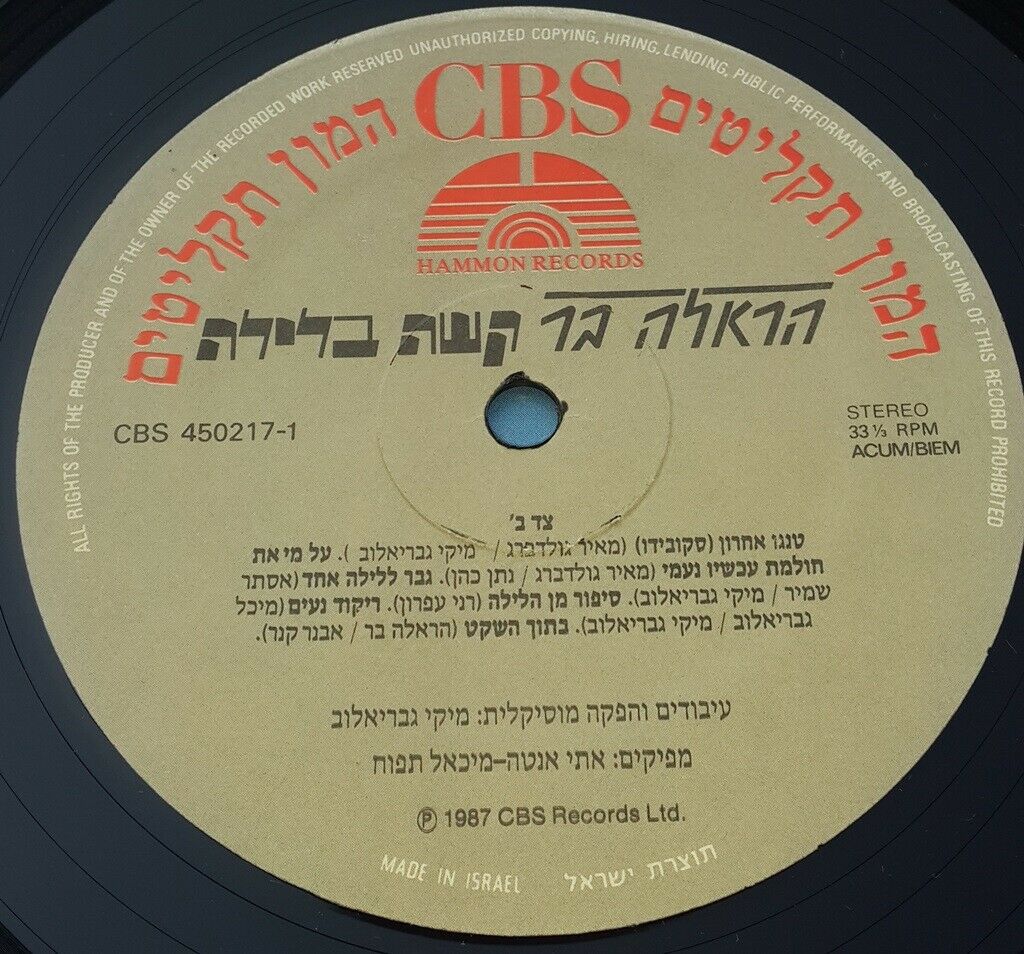 ALL RIGHTS OF THE PRODUCER AND OF THE OWNER OF THE RECORDED WORK RESERVED UNAUTHORIZED COPYING, HIRING, LENDING, PUBLIC PERFORMANCE AND BROADCASTING OF THIS RECORD PROHIBITED
המון תקליטים CBS המון תקליטים
HAMMON RECORDS
הראלה בר קשת בלילה
CBS 450217-1
STEREO
33⅓ RPM
ACUM/BIEM
צד ב'
טנגו אחרון (סקובידו) (מאיר גולדברג / מיקי גבריאלוב ). על מי את
חולמת עכשיו נעמי (מאיר גולדברג / נתן כהן). גבר ללילה אחד (אסתר
שמיר / מיקי גבריאלוב). סיפור מן הלילה (רני עפרון). ריקוד נעים (מיכל
גבריאלוב / מיקי גבריאלוב). בתוך השקט (הראלה בר / אבנר קנר).
עיבודים והפקה מוסיקלית: מיקי גבריאלוב
מפיקים: אתי אנטה-מיכאל תפוח
℗ 1987 CBS Records Ltd.
MADE IN ISRAEL תוצרת ישראל